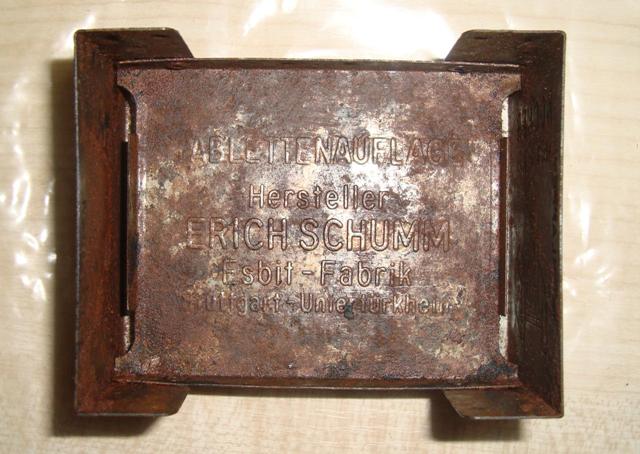 TABLETTENAUFLAGE
Hersteller
ERICH SCHUMM
Esbit-Fabrik
Stuttgart-Untertürkheim